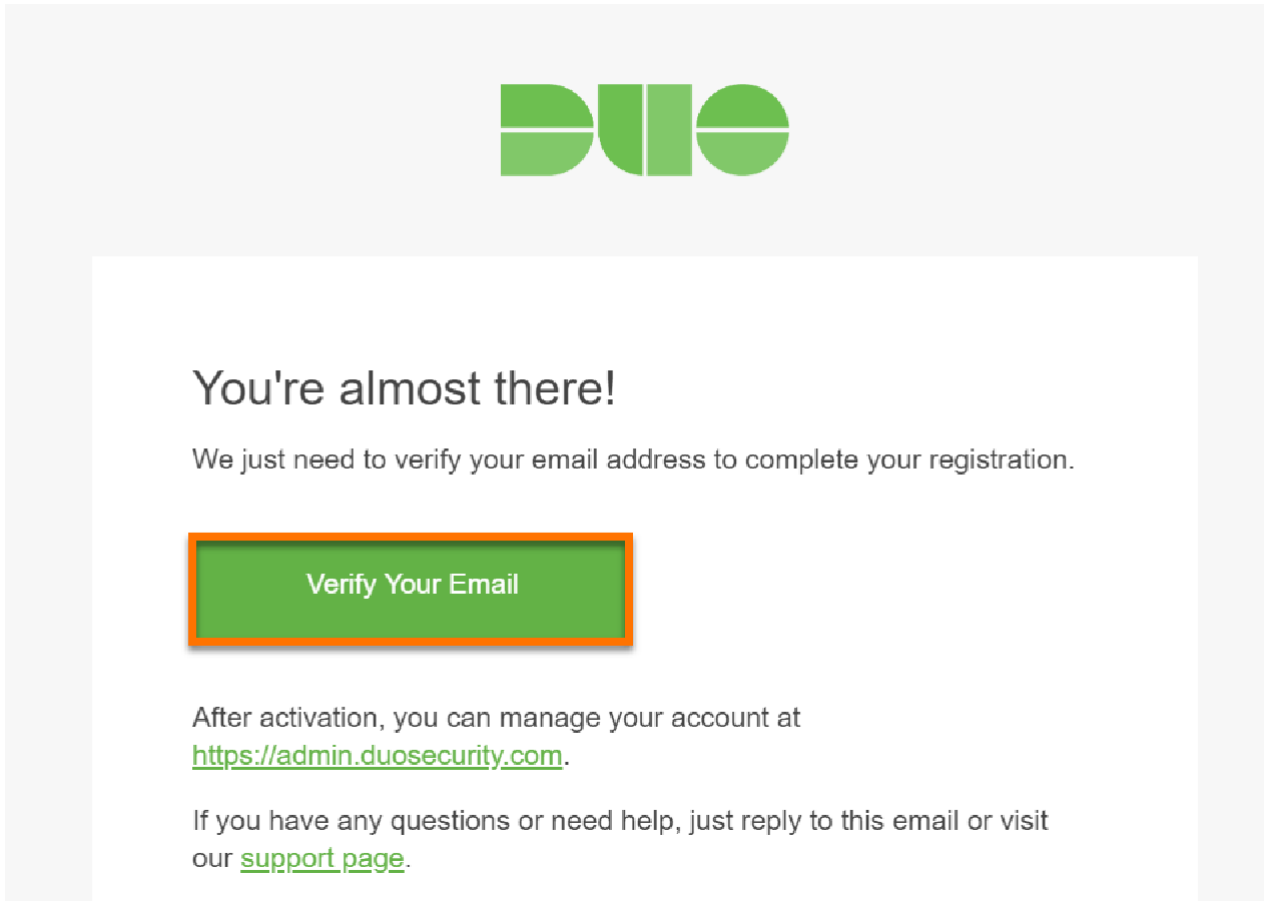 DUO
You're almost there!
We just need to verify your email address to complete your registration.
Verify Your Email
After activation, you can manage your account at
https://admin.duosecurity.com.
If you have any questions or need help, just reply to this email or visit
our support page.